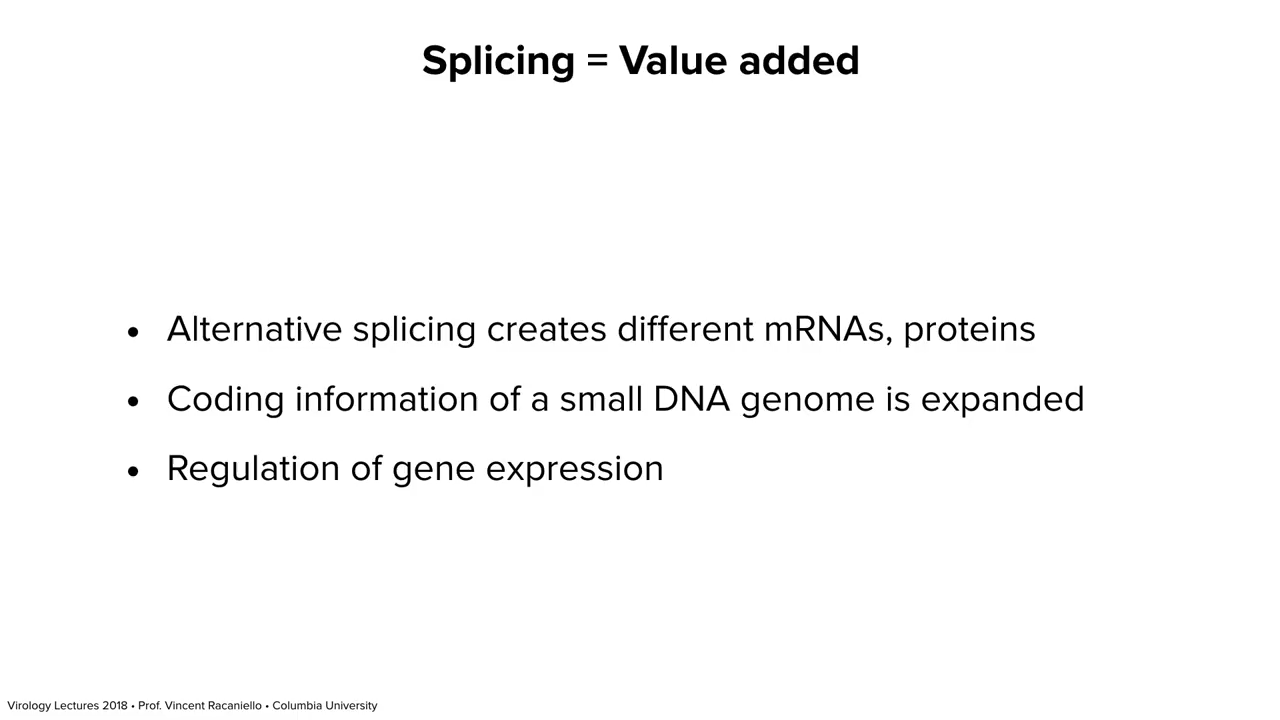 Splicing = Value added
• Alternative splicing creates different mRNAs, proteins
• Coding information of a small DNA genome is expanded
• Regulation of gene expression
Virology Lectures 2018 • Prof. Vincent Racaniello • Columbia University